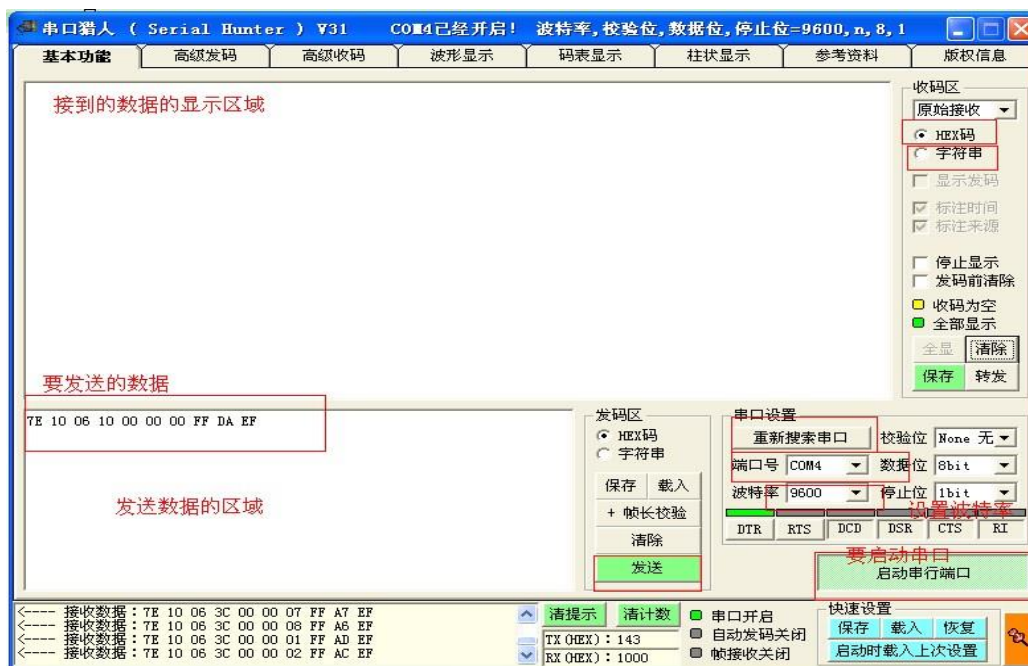 串口猎人 ( Serial Hunter ) V31 COM4已经开启! 波特率,校验位,数据位,停止位=9600,n,8,1
基本功能 高级发码 高级收码 波形显示 码表显示 柱状显示 参考资料 版权信息
接到的数据的显示区域
收码区
原始接收
HEX码
字符串
显示发码
标注时间
标注来源
停止显示
发码前清除
收码为空
全部显示
全显 清除
保存 转发
要发送的数据
7E 10 06 10 00 00 00 FF DA EF
发送数据的区域
发码区
HEX码
字符串
保存 载入
+ 帧长校验
清除
发送
串口设置
重新搜索串口 校验位 None 无
端口号 COM4 数据位 8bit
波特率 9600 停止位 1bit
设置波特率
DTR RTS DCD DSR CTS RI
要启动串口
启动串行端口
<---- 接收数据:7E 10 06 3C 00 00 07 FF A7 EF
<---- 接收数据:7E 10 06 3C 00 00 08 FF A6 EF
<---- 接收数据:7E 10 06 3C 00 00 01 FF AD EF
<---- 接收数据:7E 10 06 3C 00 00 02 FF AC EF
清提示 清计数
TX(HEX):143
RX(HEX):1000
串口开启
自动发码关闭
帧接收关闭
快速设置
保存 载入 恢复
启动时载入上次设置